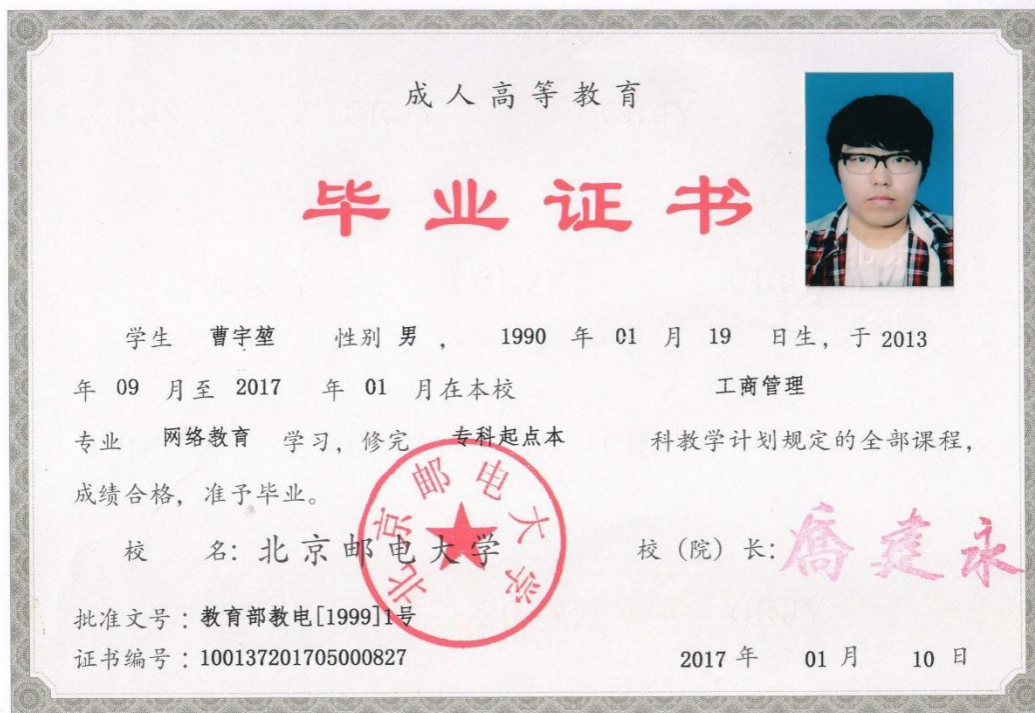 成人高等教育
毕业证书
学生 曹宇堃 性别 男 , 1990 年 01 月 19 日生, 于 2013
年 09 月至 2017 年 01 月在本校 工商管理
专业 网络教育 学习, 修完 专科起点本 科教学计划规定的全部课程,
成绩合格, 准予毕业。
校 名: 北京邮电大学 校 (院) 长: 乔建永
北京邮电大学
批准文号: 教育部教电[1999]1号
证书编号: 100137201705000827
2017 年 01 月 10 日